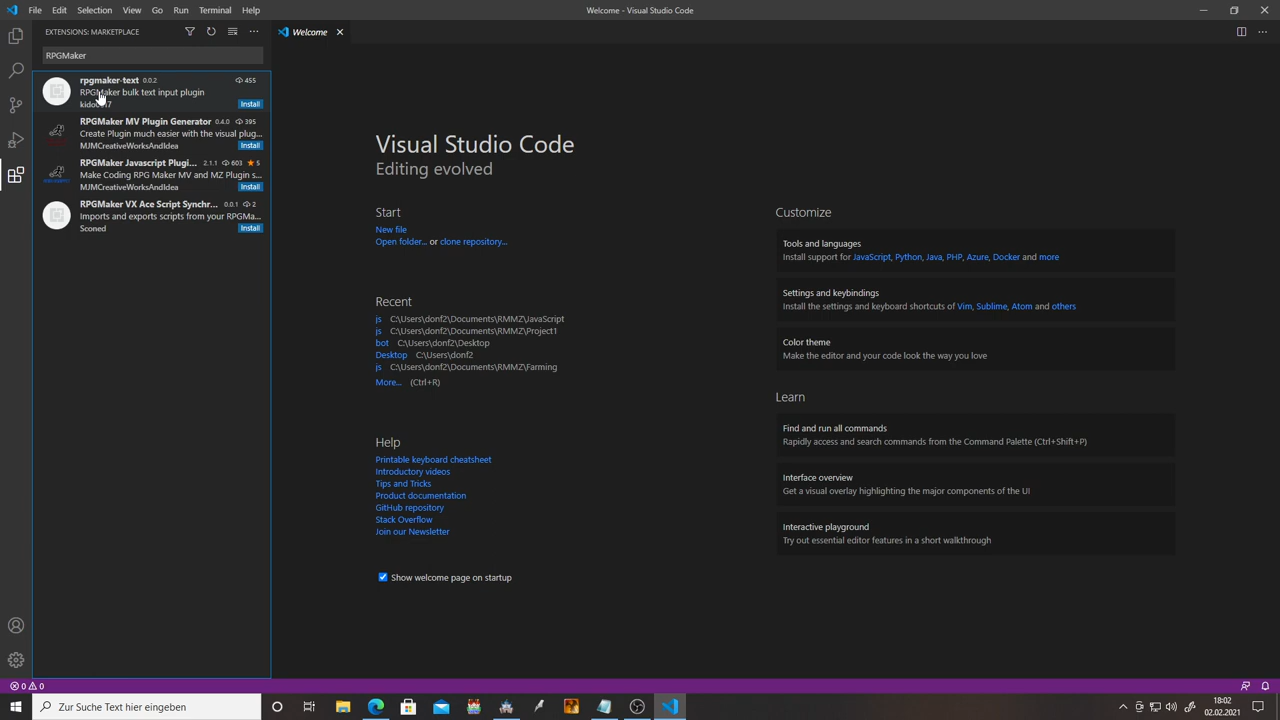 File Edit Selection View Go Run Terminal Help
Welcome - Visual Studio Code
EXTENSIONS: MARKETPLACE
Welcome
RPGMaker
rpgmaker-text 0.0.2 455
RPGMaker bulk text input plugin
Install
RPGMaker MV Plugin Generator 0.4.0 395
Create Plugin much easier with the visual plug...
MJMCreativeWorksAndIdea Install
RPGMaker Javascript Plugi... 2.1.1 603 5
Make Coding RPG Maker MV and MZ Plugin s...
MJMCreativeWorksAndIdea Install
RPGMaker VX Ace Script Synchr... 0.0.1 2
Imports and exports scripts from your RPGMa...
Sconed Install
Visual Studio Code
Editing evolved
Start
New file
Open folder... or clone repository...
Recent
js C:\Users\donf2\Documents\RMMZ\JavaScript
js C:\Users\donf2\Documents\RMMZ\Project1
bot C:\Users\donf2\Desktop
Desktop C:\Users\donf2
js C:\Users\donf2\Documents\RMMZ\Farming
More... (Ctrl+R)
Help
Printable keyboard cheatsheet
Introductory videos
Tips and Tricks
Product documentation
GitHub repository
Stack Overflow
Join our Newsletter
Show welcome page on startup
Customize
Tools and languages
Install support for JavaScript, Python, Java, PHP, Azure, Docker and more
Settings and keybindings
Install the settings and keyboard shortcuts of Vim, Sublime, Atom and others
Color theme
Make the editor and your code look the way you love
Learn
Find and run all commands
Rapidly access and search commands from the Command Palette (Ctrl+Shift+P)
Interface overview
Get a visual overlay highlighting the major components of the UI
Interactive playground
Try out essential editor features in a short walkthrough
0 0
Zur Suche Text hier eingeben
18:02
02.02.2021